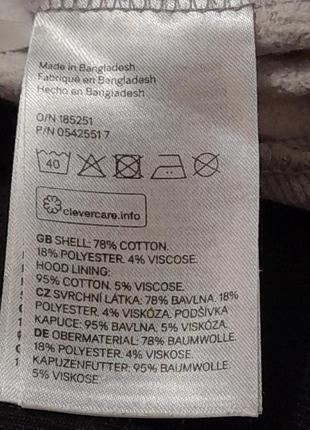 Made in Bangladesh
Fabriqué en Bangladesh
Hecho en Bangladesh
O/N 185251
P/N 05425517
40
clevercare.info
GB SHELL: 78% COTTON.
18% POLYESTER. 4% VISCOSE.
HOOD LINING:
95% COTTON. 5% VISCOSE.
CZ SVRCHNÍ LÁTKA: 78% BAVLNA. 18%
POLYESTER. 4% VISKÓZA. PODŠÍVKA
KAPUCE: 95% BAVLNA. 5% VISKÓZA.
DE OBERMATERIAL: 78% BAUMWOLLE.
18% POLYESTER. 4% VISKOSE.
KAPUZENFUTTER: 95% BAUMWOLLE.
5% VISKOSE.